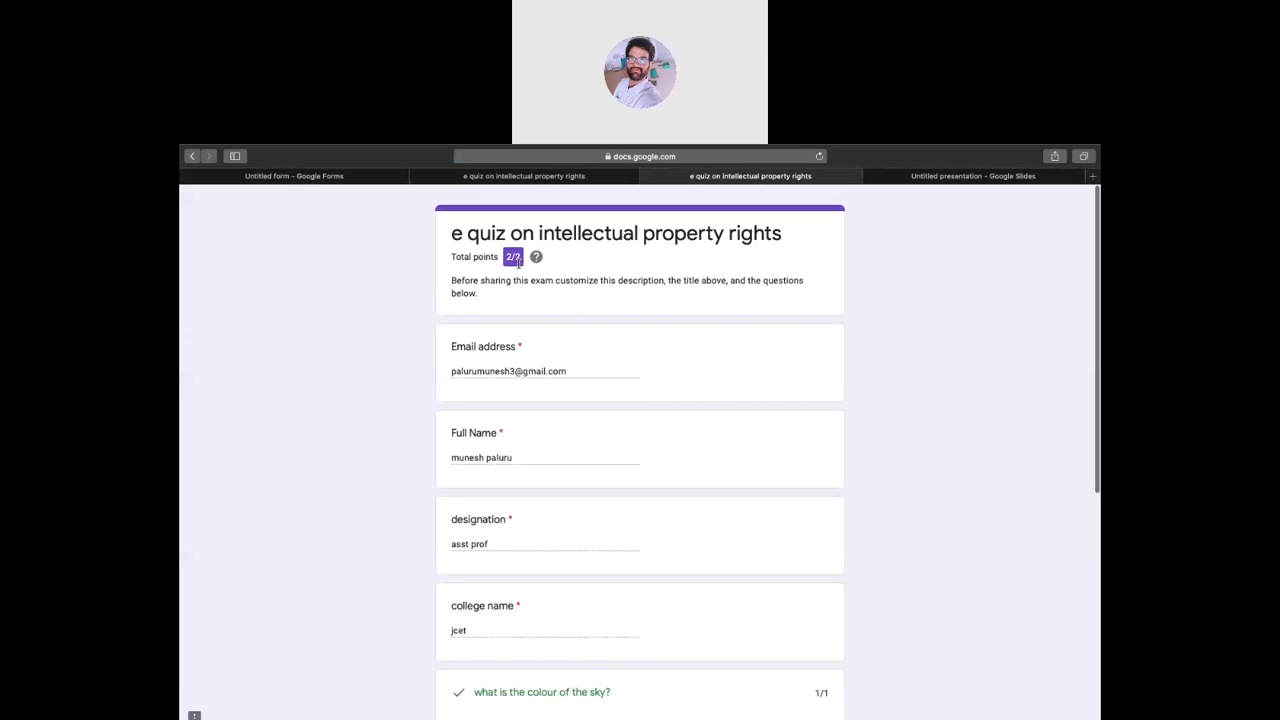 docs.google.com
Untitled form - Google Forms
e quiz on intellectual property rights
e quiz on intellectual property rights
Untitled presentation - Google Slides
e quiz on intellectual property rights
Total points 2/2
Before sharing this exam customize this description, the title above, and the questions
below.
Email address *
palurumunesh3@gmail.com
Full Name *
munesh paluru
designation *
asst prof
college name *
jcet
what is the colour of the sky?
1/1